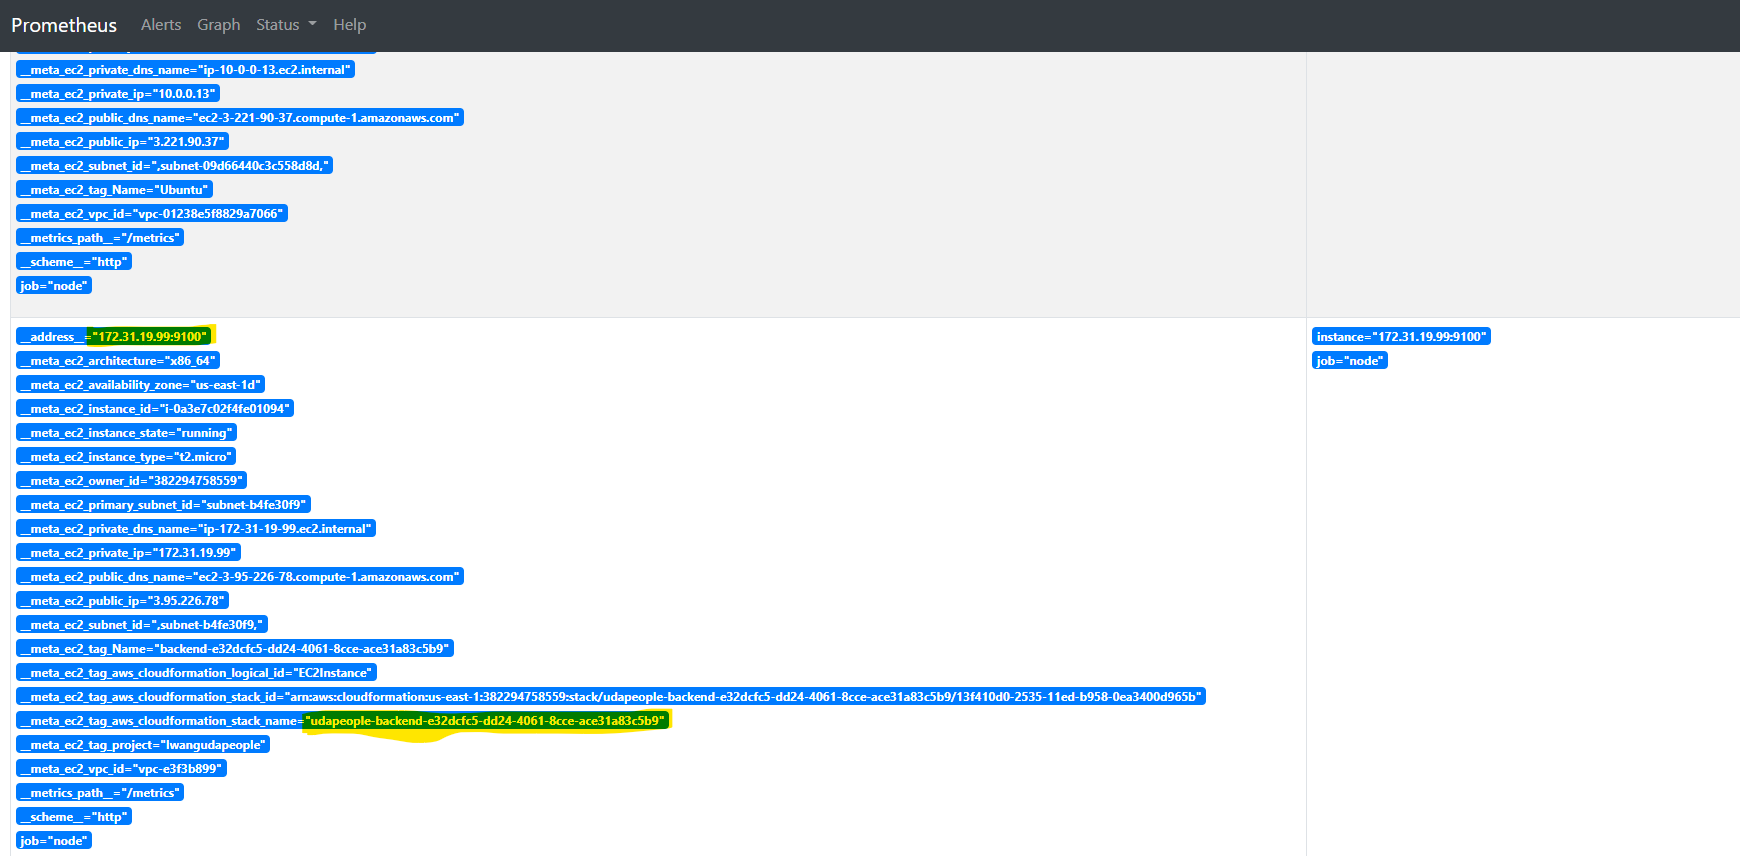 Prometheus Alerts Graph Status Help
__meta_ec2_private_dns_name="ip-10-0-0-13.ec2.internal"
__meta_ec2_private_ip="10.0.0.13"
__meta_ec2_public_dns_name="ec2-3-221-90-37.compute-1.amazonaws.com"
__meta_ec2_public_ip="3.221.90.37"
__meta_ec2_subnet_id=",subnet-09d66440c3c558d8d,"
__meta_ec2_tag_Name="Ubuntu"
__meta_ec2_vpc_id="vpc-01238e5f8829a7066"
__metrics_path__="/metrics"
__scheme__="http"
job="node"
__address__="172.31.19.99:9100"
__meta_ec2_architecture="x86_64"
__meta_ec2_availability_zone="us-east-1d"
__meta_ec2_instance_id="i-0a3e7c02f4fe01094"
__meta_ec2_instance_state="running"
__meta_ec2_instance_type="t2.micro"
__meta_ec2_owner_id="382294758559"
__meta_ec2_primary_subnet_id="subnet-b4fe30f9"
__meta_ec2_private_dns_name="ip-172-31-19-99.ec2.internal"
__meta_ec2_private_ip="172.31.19.99"
__meta_ec2_public_dns_name="ec2-3-95-226-78.compute-1.amazonaws.com"
__meta_ec2_public_ip="3.95.226.78"
__meta_ec2_subnet_id=",subnet-b4fe30f9,"
__meta_ec2_tag_Name="backend-e32dcfc5-dd24-4061-8cce-ace31a83c5b9"
__meta_ec2_tag_aws_cloudformation_logical_id="EC2Instance"
__meta_ec2_tag_aws_cloudformation_stack_id="arn:aws:cloudformation:us-east-1:382294758559:stack/udapeople-backend-e32dcfc5-dd24-4061-8cce-ace31a83c5b9/13f410d0-2535-11ed-b958-0ea3400d965b"
__meta_ec2_tag_aws_cloudformation_stack_name="udapeople-backend-e32dcfc5-dd24-4061-8cce-ace31a83c5b9"
__meta_ec2_tag_project="lwangudapeople"
__meta_ec2_vpc_id="vpc-e3f3b899"
__metrics_path__="/metrics"
__scheme__="http"
job="node"
instance="172.31.19.99:9100"
job="node"